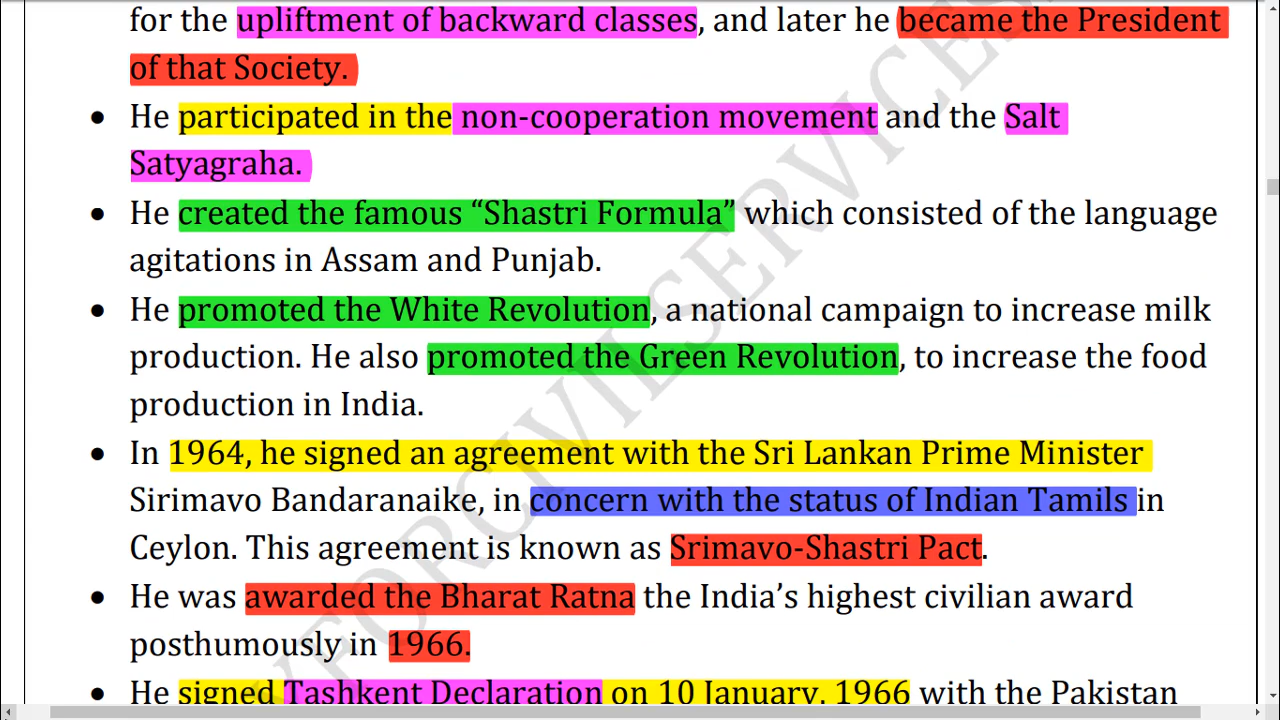 for the upliftment of backward classes, and later he became the President
of that Society.
• He participated in the non-cooperation movement and the Salt
Satyagraha.
• He created the famous “Shastri Formula” which consisted of the language
agitations in Assam and Punjab.
• He promoted the White Revolution, a national campaign to increase milk
production. He also promoted the Green Revolution, to increase the food
production in India.
• In 1964, he signed an agreement with the Sri Lankan Prime Minister
Sirimavo Bandaranaike, in concern with the status of Indian Tamils in
Ceylon. This agreement is known as Srimavo-Shastri Pact.
• He was awarded the Bharat Ratna the India’s highest civilian award
posthumously in 1966.
• He signed Tashkent Declaration on 10 January, 1966 with the Pakistan
YFORCIVILSERVICES